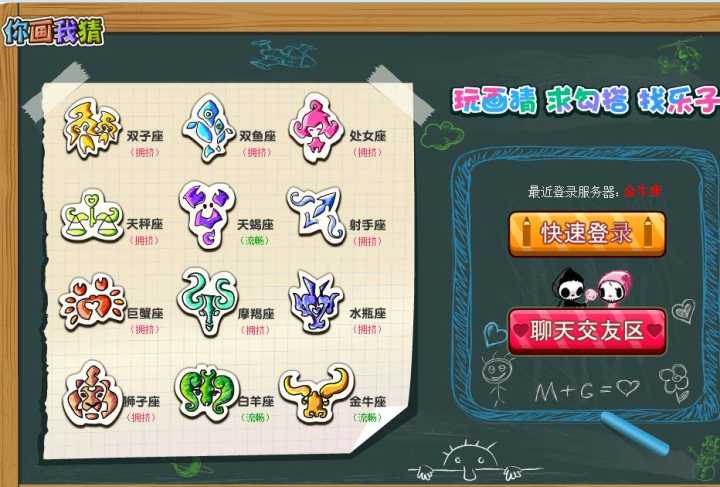 你画我猜
玩画猜 求勾搭 找乐子
双子座
(拥挤)
双鱼座
(拥挤)
处女座
(拥挤)
天秤座
(拥挤)
天蝎座
(流畅)
射手座
(拥挤)
巨蟹座
(拥挤)
摩羯座
(拥挤)
水瓶座
(拥挤)
狮子座
(拥挤)
白羊座
(流畅)
金牛座
(流畅)
最近登录服务器：金牛座
快速登录
聊天交友区
M+G=